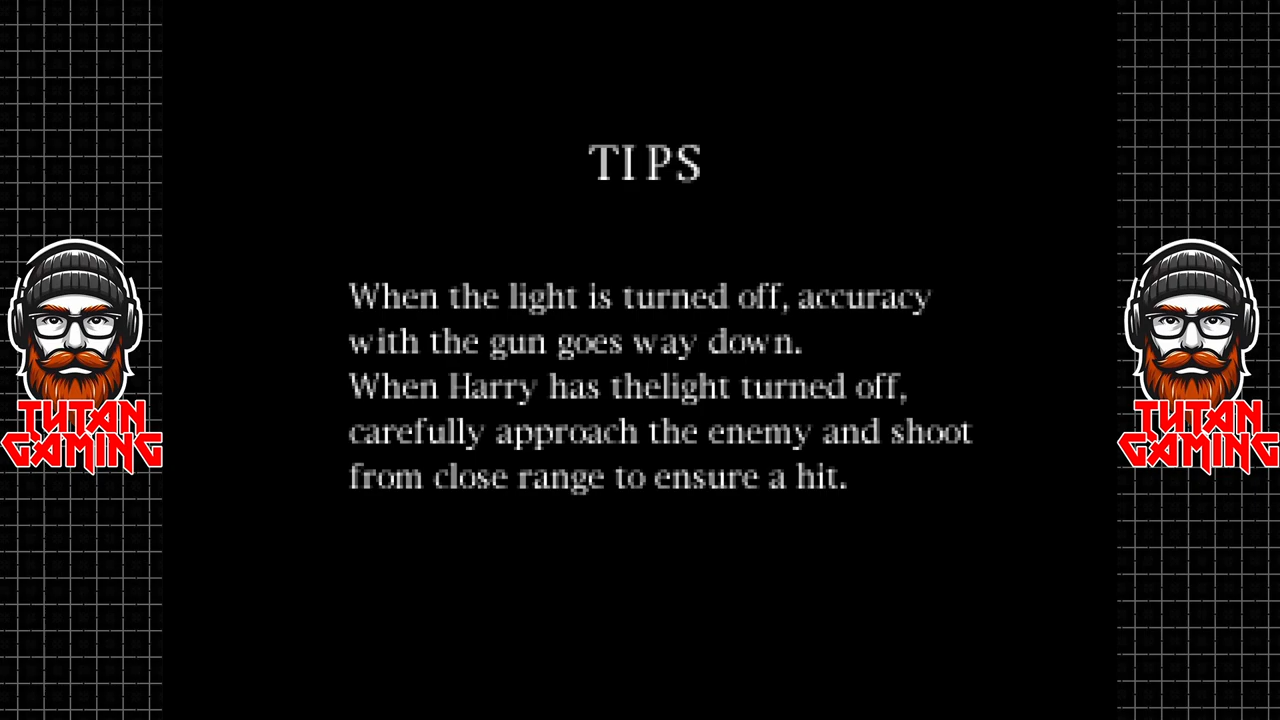 TIPS
When the light is turned off, accuracy
with the gun goes way down.
When Harry has thelight turned off,
carefully approach the enemy and shoot
from close range to ensure a hit.
TUTAN
GAMING
TUTAN
GAMING